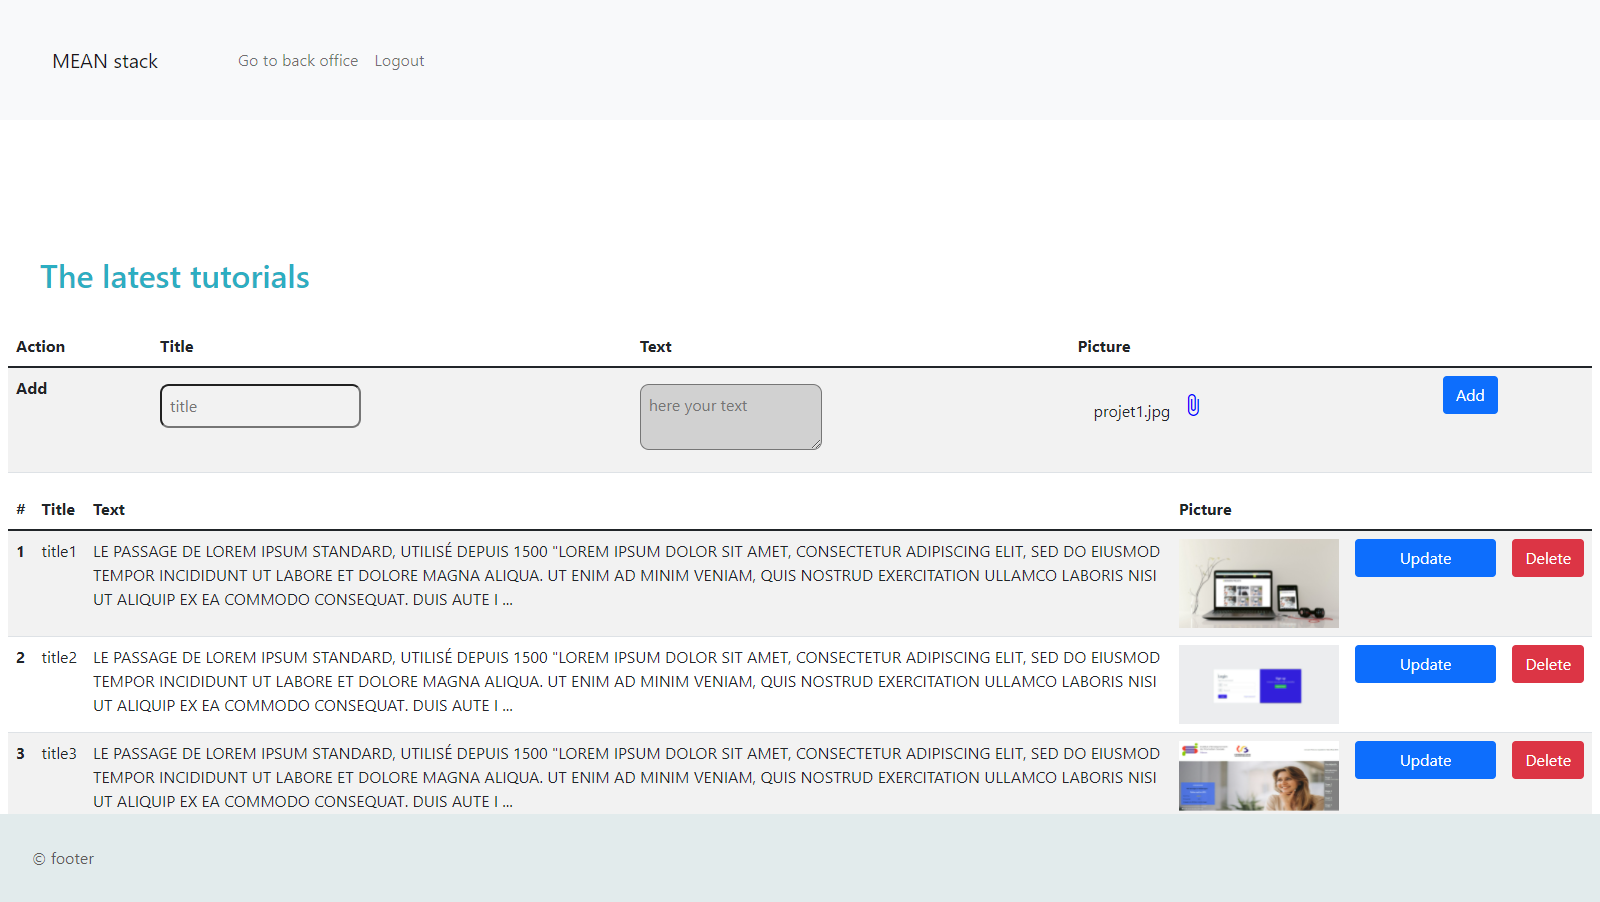 MEAN stack Go to back office Logout
The latest tutorials
Action Title Text Picture
Add title here your text projet1.jpg Add
# Title Text Picture
1 title1 LE PASSAGE DE LOREM IPSUM STANDARD, UTILISÉ DEPUIS 1500 "LOREM IPSUM DOLOR SIT AMET, CONSECTETUR ADIPISCING ELIT, SED DO EIUSMOD Update Delete
TEMPOR INCIDIDUNT UT LABORE ET DOLORE MAGNA ALIQUA. UT ENIM AD MINIM VENIAM, QUIS NOSTRUD EXERCITATION ULLAMCO LABORIS NISI
UT ALIQUIP EX EA COMMODO CONSEQUAT. DUIS AUTE I ...
2 title2 LE PASSAGE DE LOREM IPSUM STANDARD, UTILISÉ DEPUIS 1500 "LOREM IPSUM DOLOR SIT AMET, CONSECTETUR ADIPISCING ELIT, SED DO EIUSMOD Update Delete
TEMPOR INCIDIDUNT UT LABORE ET DOLORE MAGNA ALIQUA. UT ENIM AD MINIM VENIAM, QUIS NOSTRUD EXERCITATION ULLAMCO LABORIS NISI
UT ALIQUIP EX EA COMMODO CONSEQUAT. DUIS AUTE I ...
3 title3 LE PASSAGE DE LOREM IPSUM STANDARD, UTILISÉ DEPUIS 1500 "LOREM IPSUM DOLOR SIT AMET, CONSECTETUR ADIPISCING ELIT, SED DO EIUSMOD Update Delete
TEMPOR INCIDIDUNT UT LABORE ET DOLORE MAGNA ALIQUA. UT ENIM AD MINIM VENIAM, QUIS NOSTRUD EXERCITATION ULLAMCO LABORIS NISI
UT ALIQUIP EX EA COMMODO CONSEQUAT. DUIS AUTE I ...
© footer